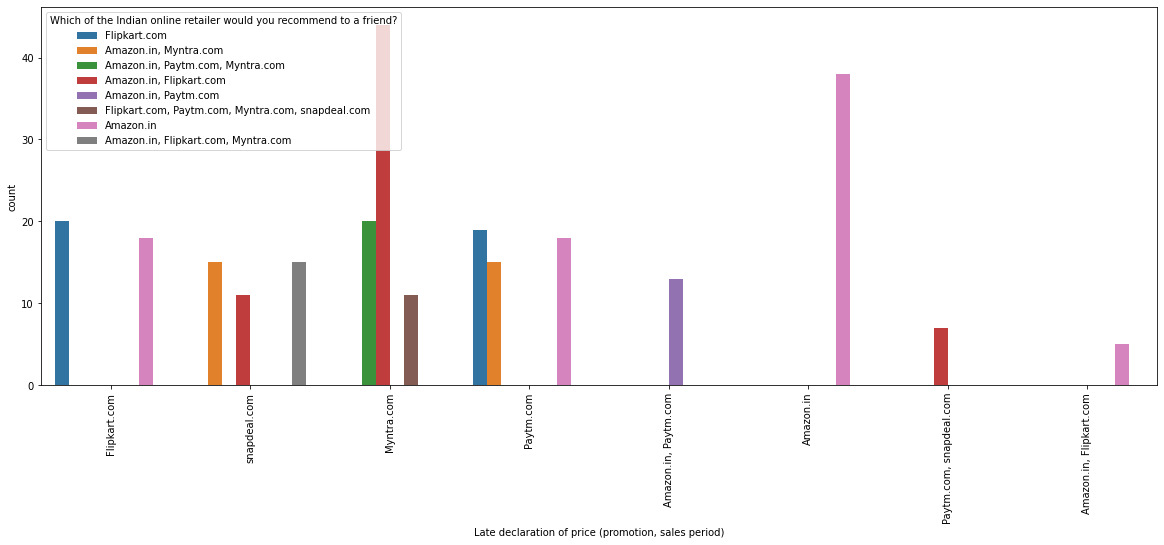 Which of the Indian online retailer would you recommend to a friend?
Flipkart.com
Amazon.in, Myntra.com
Amazon.in, Paytm.com, Myntra.com
Amazon.in, Flipkart.com
Amazon.in, Paytm.com
Flipkart.com, Paytm.com, Myntra.com, snapdeal.com
Amazon.in
Amazon.in, Flipkart.com, Myntra.com
40
30
20
10
0
count
Flipkart.com
snapdeal.com
Myntra.com
Paytm.com
Amazon.in, Paytm.com
Amazon.in
Paytm.com, snapdeal.com
Amazon.in, Flipkart.com
Late declaration of price (promotion, sales period)